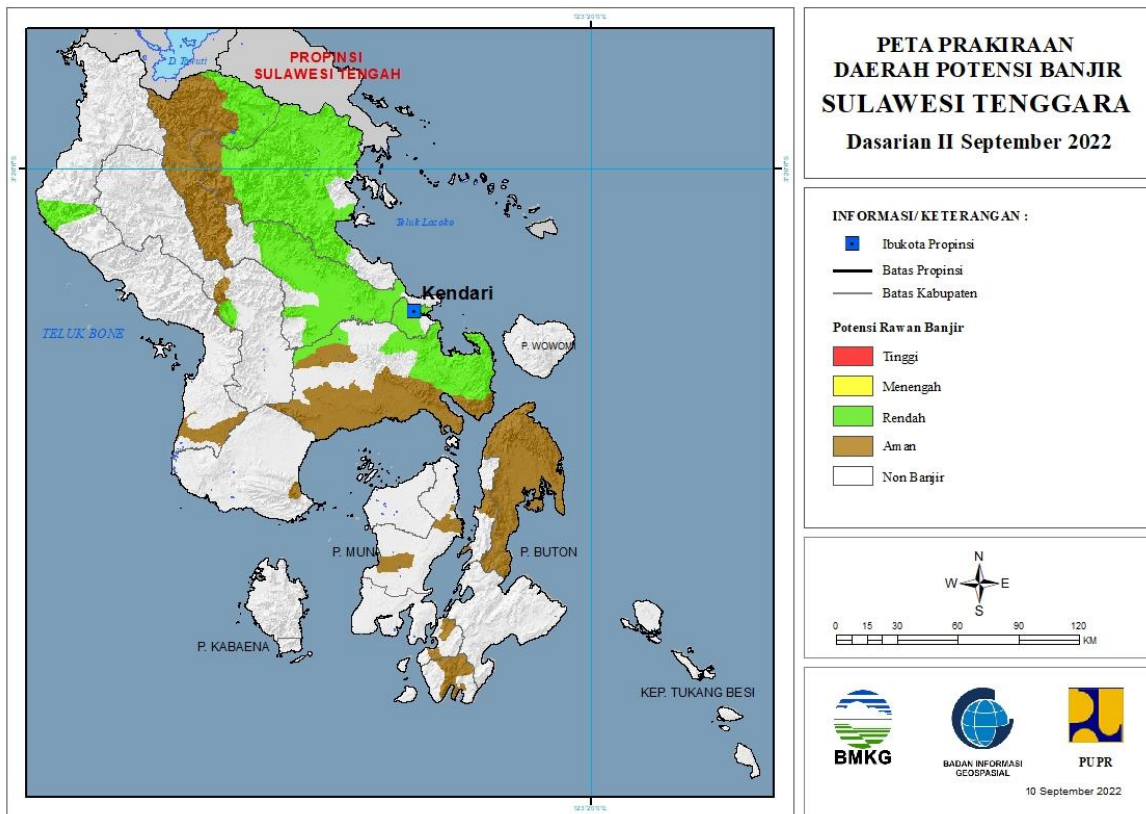 PETA PRAKIRAAN
DAERAH POTENSI BANJIR
SULAWESI TENGGARA
Dasarian II September 2022
INFORMASI/ KETERANGAN :
Ibukota Propinsi
Batas Propinsi
Batas Kabupaten
Potensi Rawan Banjir
Tinggi
Menengah
Rendah
Aman
Non Banjir
N
W E
S
0 15 30 60 90 120
KM
BMKG
BADAN INFORMASI
GEOSPASIAL
PUPR
10 September 2022
PROPINSI
SULAWESI TENGAH
Teluk Lasolo
Kendari
TELUK BONE
P. WOWONI
P. MUN
P. BUTON
P. KABAENA
KEP. TUKANG BESI